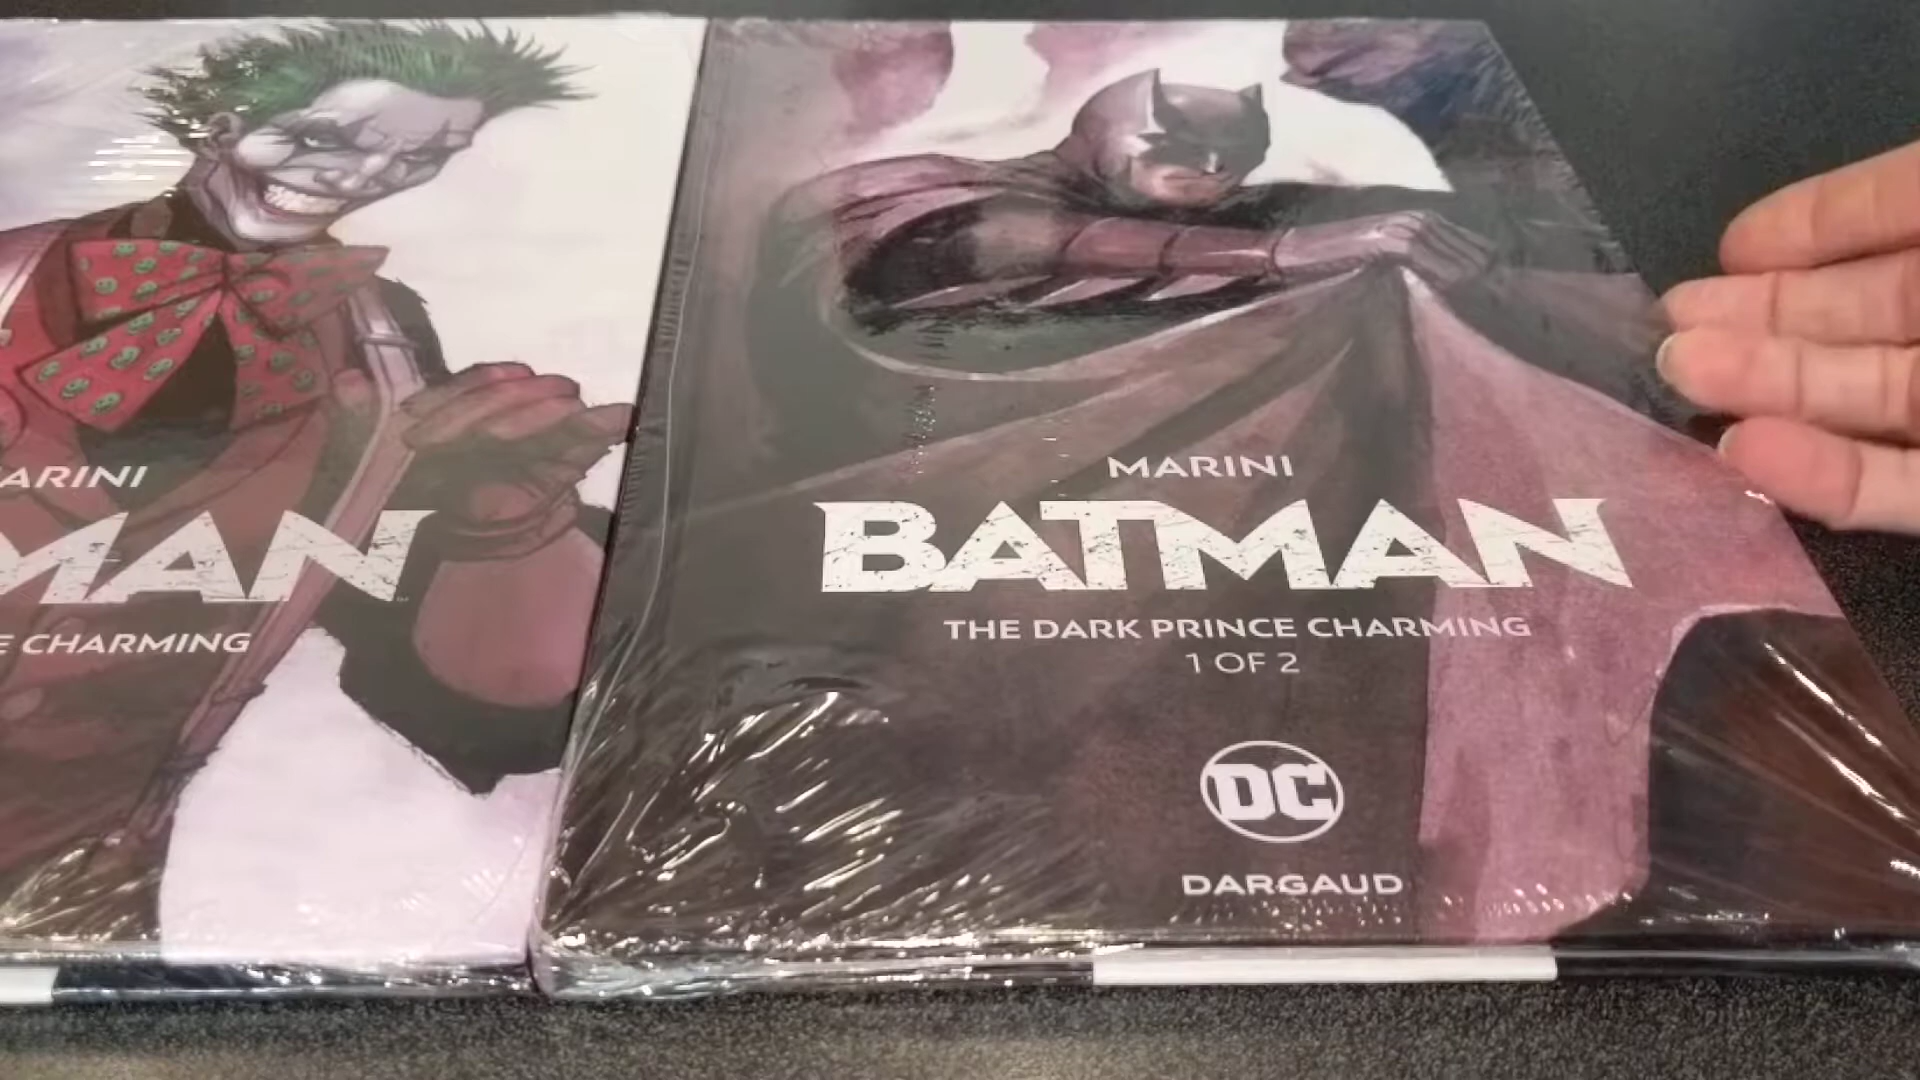 ARINI
MAN
E CHARMING
MARINI
BATMAN
THE DARK PRINCE CHARMING
1 OF 2
DC
DARGAUD